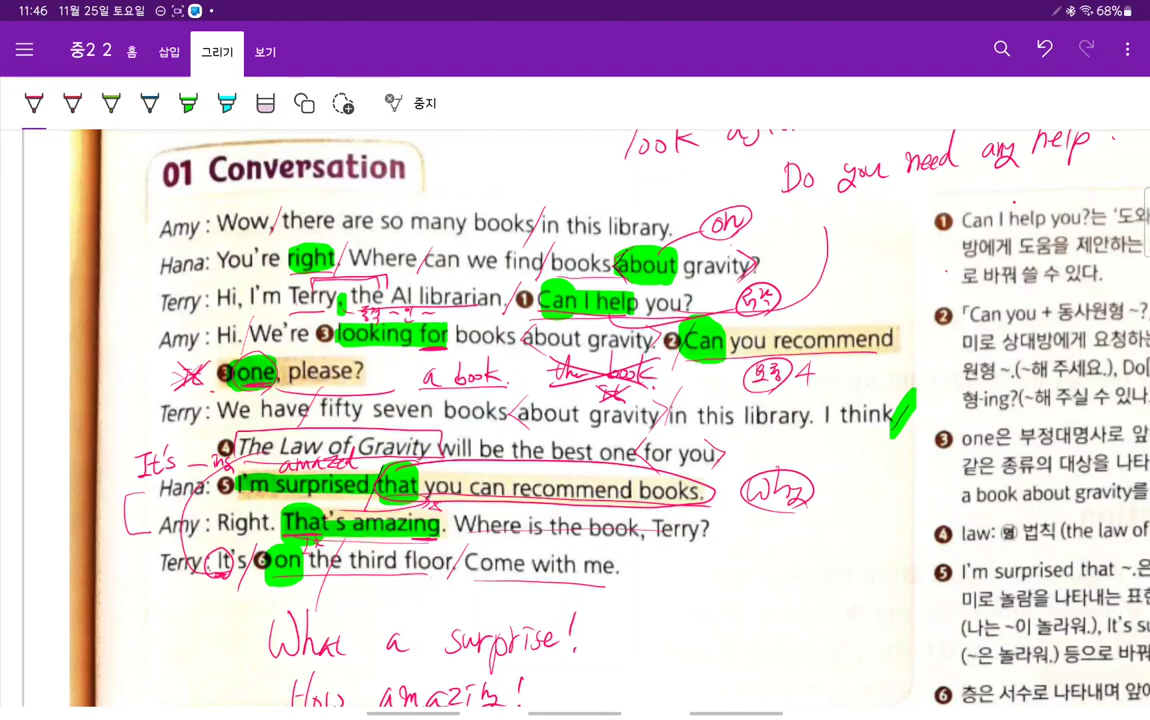 11:46 11월 25일 토요일 68%
중2 2 홈 삽입 그리기 보기
중지
look after
Do you need any help.
01 Conversation
Amy : Wow, there are so many books in this library.
on
Hana: You're right. Where can we find books about gravity?
Terry: Hi, I'm Terry, the AI librarian. ❶Can I help you?
Amy : Hi. We're ❸looking for books about gravity. ❷Can you recommend
❸one, please?
a book. the book
Terry: We have fifty seven books about gravity in this library. I think
❹The Law of Gravity will be the best one for you
It's -ing amazed
Hana: ❺I'm surprised that you can recommend books.
Why
Amy : Right. That's amazing. Where is the book, Terry?
Terry: It's ❻on the third floor. Come with me.
What a surprise!
How amazing!
❶ Can I help you?는 '도와
방에게 도움을 제안하는
로 바꿔 쓸 수 있다.
❷ 「Can you + 동사원형 ~?
미로 상대방에게 요청하
원형 ~.(~해 주세요.), Do[
형-ing?(~해 주실 수 있나
❸ one은 부정대명사로 앞
같은 종류의 대상을 나타
a book about gravity를
❹ law: 명 법칙 (the law of
❺ I'm surprised that ~.은
미로 놀람을 나타내는 표현
(나는 ~이 놀라워.), It's su
(~은 놀라워.) 등으로 바꿔
❻ 층은 서수로 나타내며 앞에